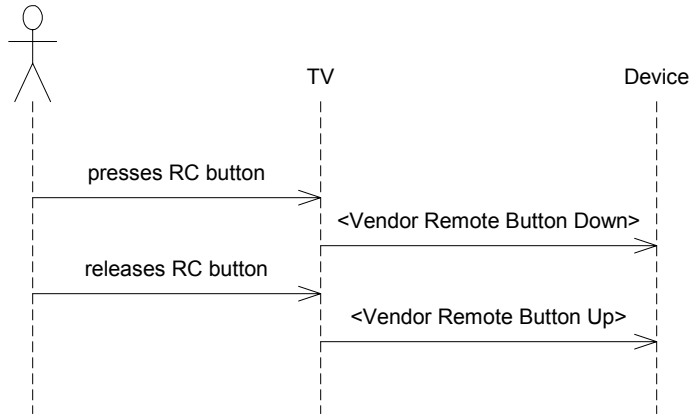 TV
Device
presses RC button
<Vendor Remote Button Down>
releases RC button
<Vendor Remote Button Up>